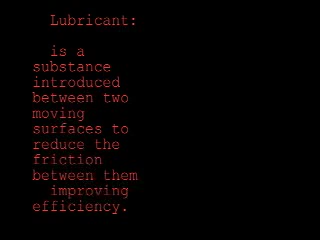 Lubricant:
is a
substance
introduced
between two
moving
surfaces to
reduce the
friction
between them
improving
efficiency.